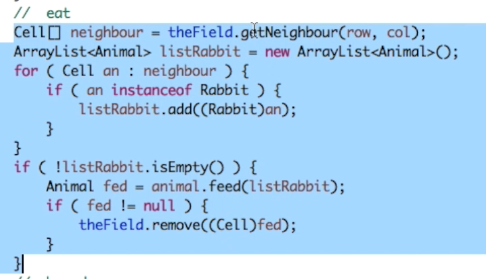 //  eat
Cell[] neighbour = theField.getNeighbour(row, col);
ArrayList<Animal> listRabbit = new ArrayList<Animal>();
for ( Cell an : neighbour ) {
    if ( an instanceof Rabbit ) {
        listRabbit.add((Rabbit)an);
    }
}
if ( !listRabbit.isEmpty() ) {
    Animal fed = animal.feed(listRabbit);
    if ( fed != null ) {
        theField.remove((Cell)fed);
    }
}